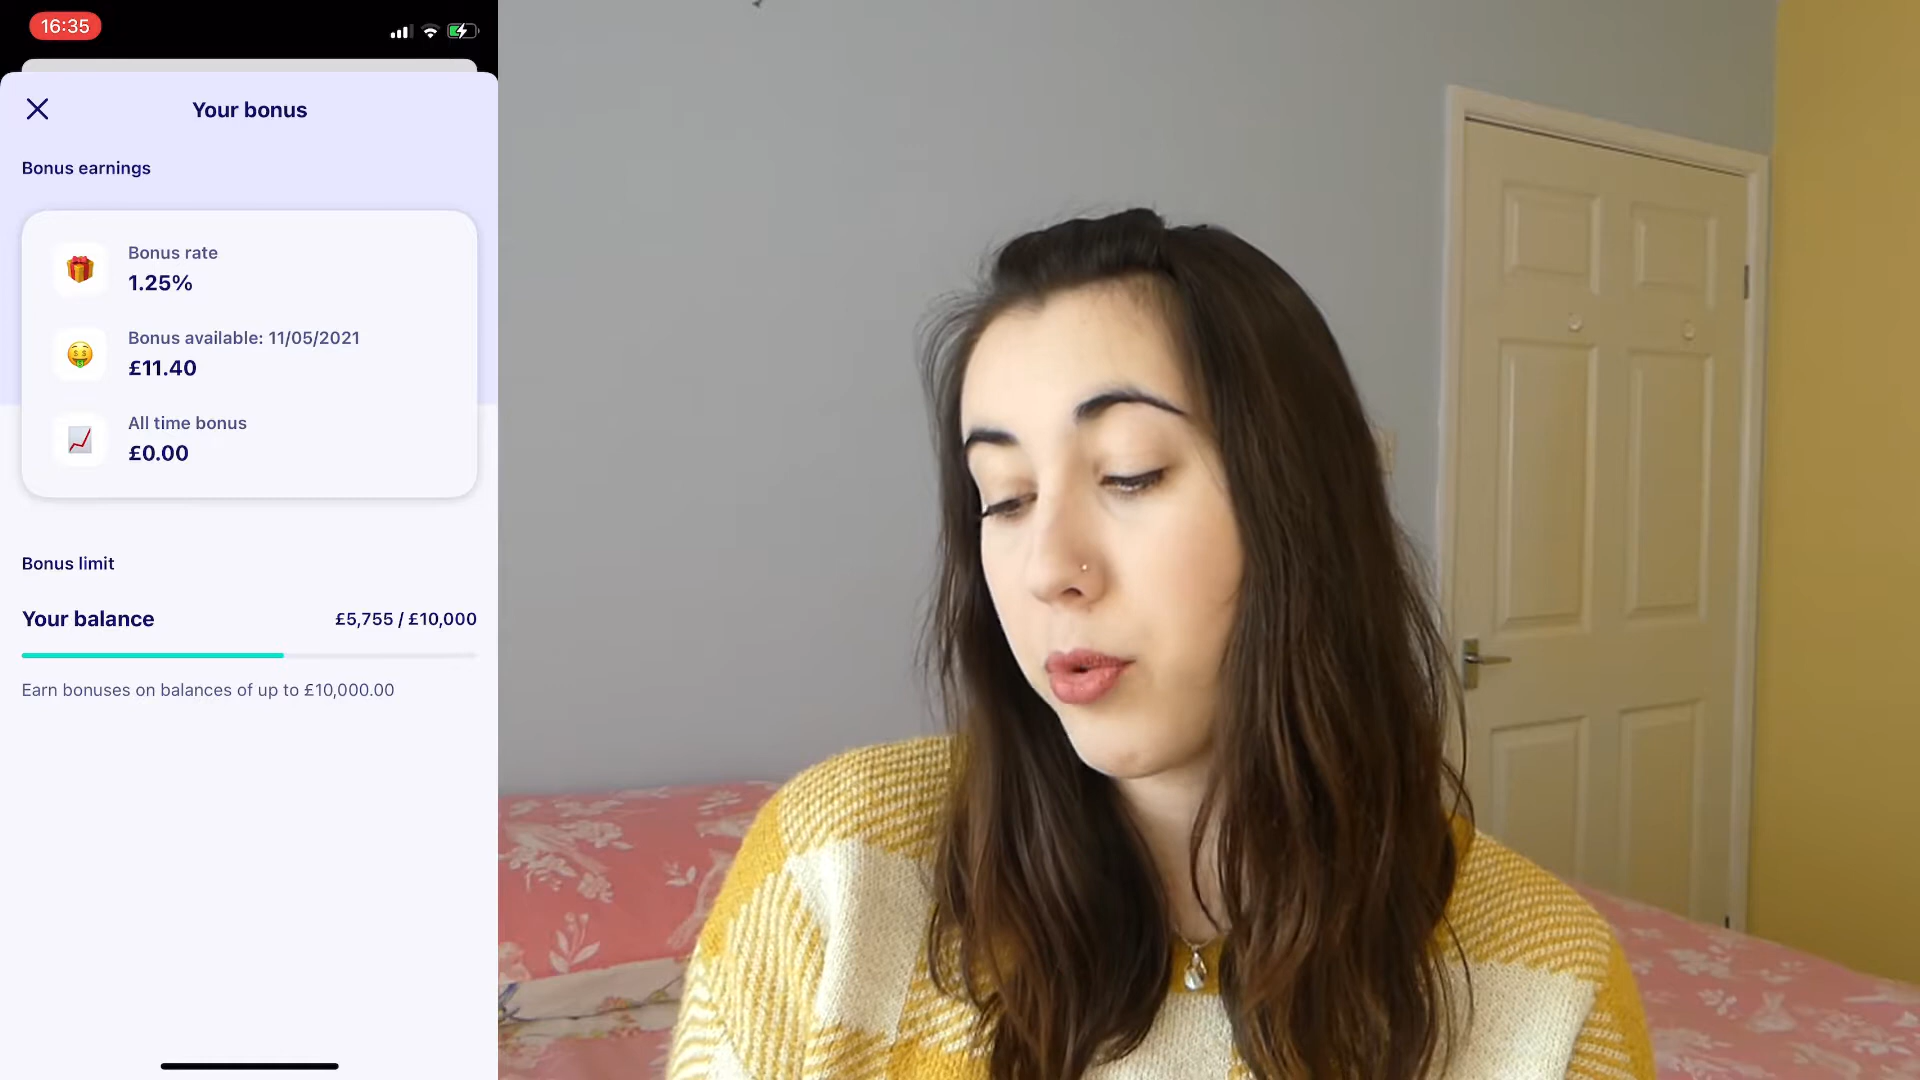 16:35
Your bonus
Bonus earnings
Bonus rate
1.25%
Bonus available: 11/05/2021
£11.40
All time bonus
£0.00
Bonus limit
Your balance £5,755 / £10,000
Earn bonuses on balances of up to £10,000.00